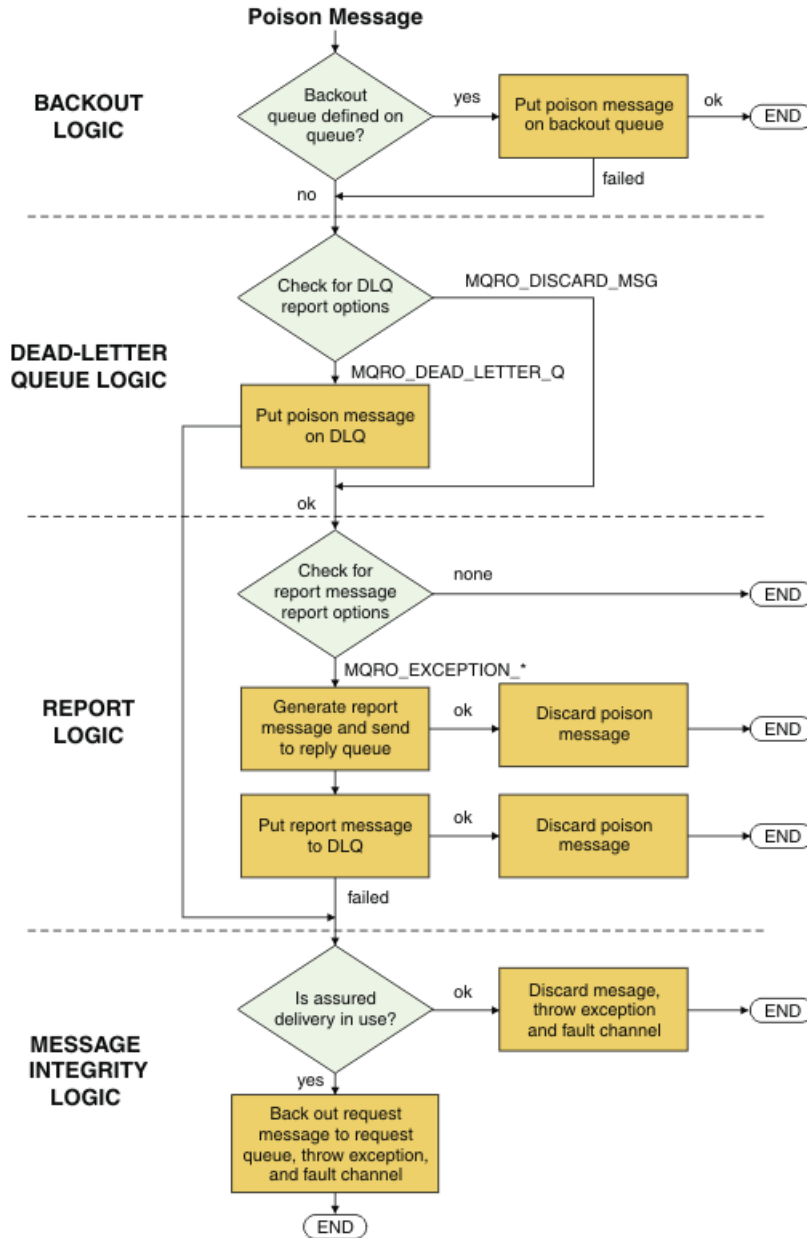 Poison Message
BACKOUT
LOGIC
Backout
queue defined on
queue?
yes
Put poison message
on backout queue
ok
END
no
failed
DEAD-LETTER
QUEUE LOGIC
Check for DLQ
report options
MQRO_DISCARD_MSG
MQRO_DEAD_LETTER_Q
Put poison message
on DLQ
ok
REPORT
LOGIC
Check for
report message
report options
none
END
MQRO_EXCEPTION_*
Generate report
message and send
to reply queue
ok
Discard poison
message
END
Put report message
to DLQ
ok
Discard poison
message
END
failed
MESSAGE
INTEGRITY
LOGIC
Is assured
delivery in use?
ok
Discard mesage,
throw exception
and fault channel
END
yes
Back out request
message to request
queue, throw exception,
and fault channel
END